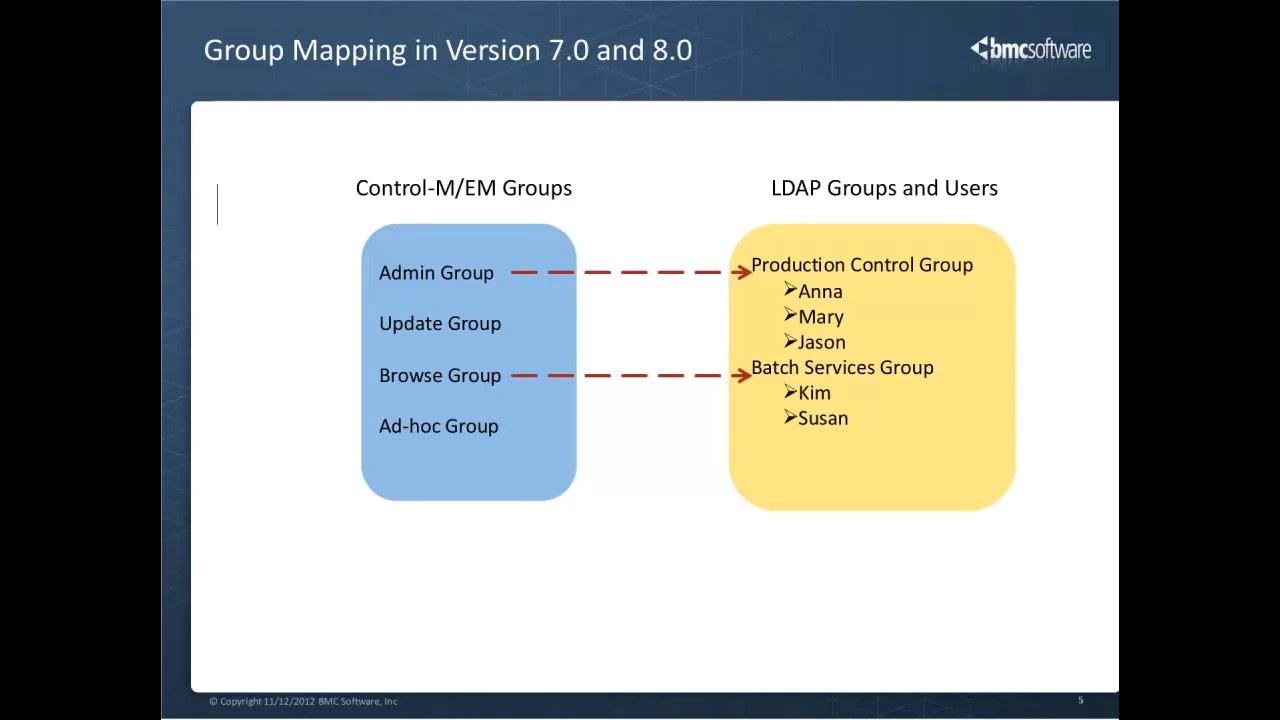 Group Mapping in Version 7.0 and 8.0
bmcsoftware
Control-M/EM Groups
LDAP Groups and Users
Admin Group
Update Group
Browse Group
Ad-hoc Group
Production Control Group
Anna
Mary
Jason
Batch Services Group
Kim
Susan
© Copyright 11/12/2012 BMC Software, Inc
5